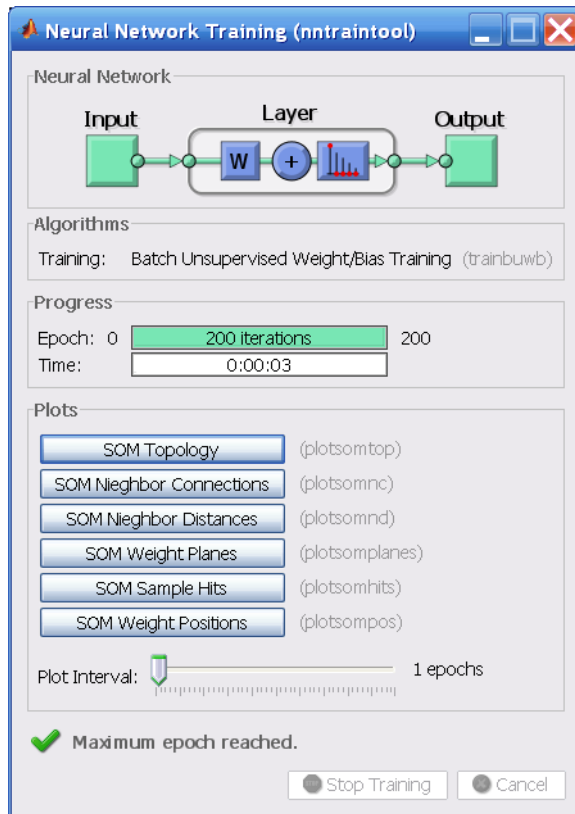 Neural Network Training (nntraintool)
Neural Network
Input Layer Output
W +
Algorithms
Training: Batch Unsupervised Weight/Bias Training (trainbuwb)
Progress
Epoch: 0 200 iterations 200
Time: 0:00:03
Plots
SOM Topology (plotsomtop)
SOM Nieghbor Connections (plotsomnc)
SOM Nieghbor Distances (plotsomnd)
SOM Weight Planes (plotsomplanes)
SOM Sample Hits (plotsomhits)
SOM Weight Positions (plotsompos)
Plot Interval: 1 epochs
Maximum epoch reached.
Stop Training Cancel